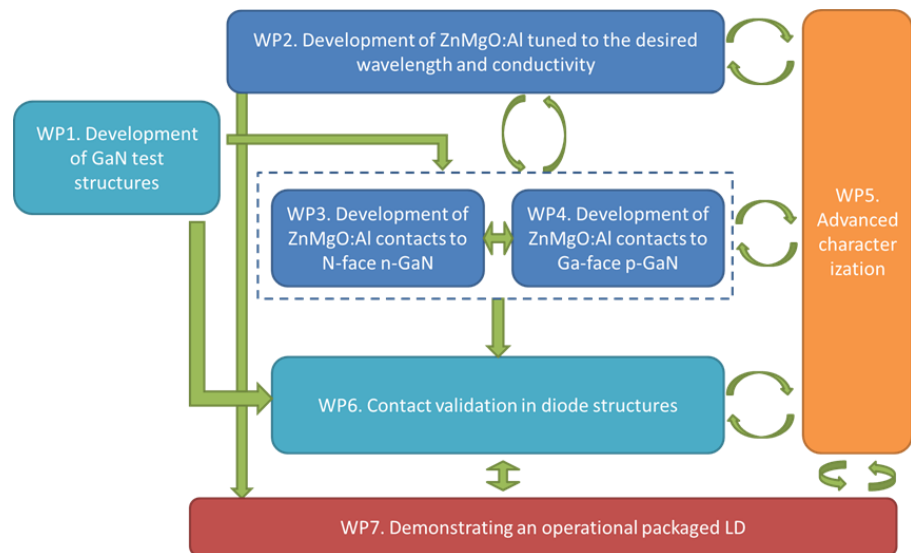 WP2. Development of ZnMgO:Al tuned to the desired
wavelength and conductivity
WP1. Development
of GaN test
structures
WP3. Development of
ZnMgO:Al contacts to
N-face n-GaN
WP4. Development of
ZnMgO:Al contacts to
Ga-face p-GaN
WP5.
Advanced
character
ization
WP6. Contact validation in diode structures
WP7. Demonstrating an operational packaged LD